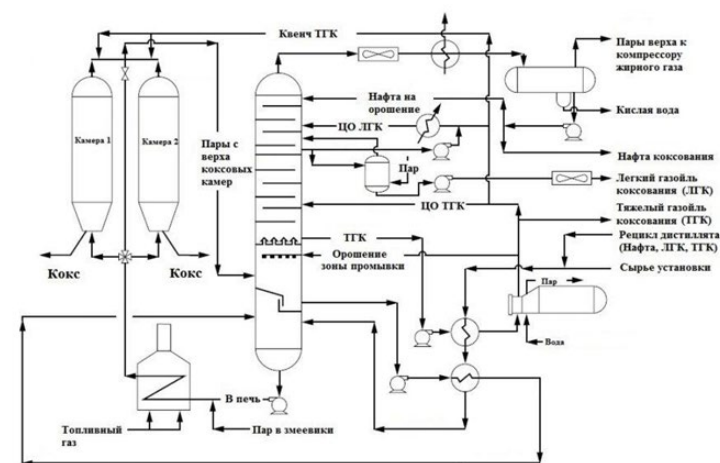 Квенч ТГК
Пары верха к
компрессору
жирного газа
Кислая вода
Нафта на
орошение
ЦО ЛГК
Камера 1
Камера 2
Пары с
верха
коксовых
камер
Пар
Нафта коксования
Легкий газойль
коксования (ЛГК)
ЦО ТГК
Тяжелый газойль
коксования (ТГК)
ТГК
Рецикл дистиллята
(Нафта, ЛГК, ТГК)
Орошение
зоны промывки
Сырье установки
Кокс
Кокс
Пар
Вода
В печь
Топливный
газ
Пар в змеевики